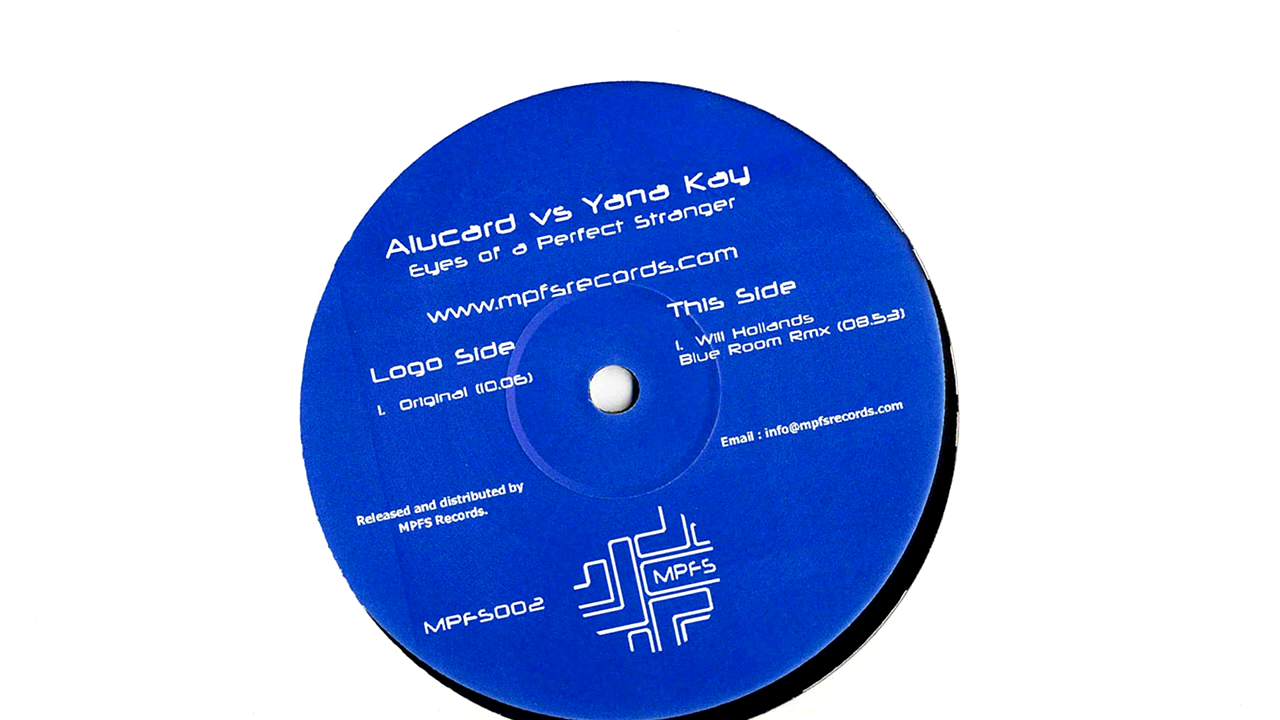 Alucard vs Yana Kay
Eyes of a Perfect Stranger
www.mpfsrecords.com
Logo Side
1. Original (10.06)
This Side
1. Will Hollands
Blue Room Rmx (08.53)
Email : info@mpfsrecords.com
Released and distributed by
MPFS Records.
MPFS002
MPFS